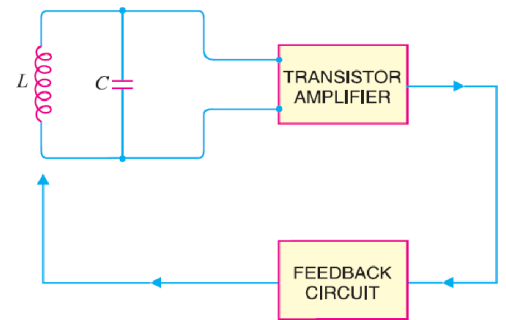 L
C
TRANSISTOR
AMPLIFIER
FEEDBACK
CIRCUIT